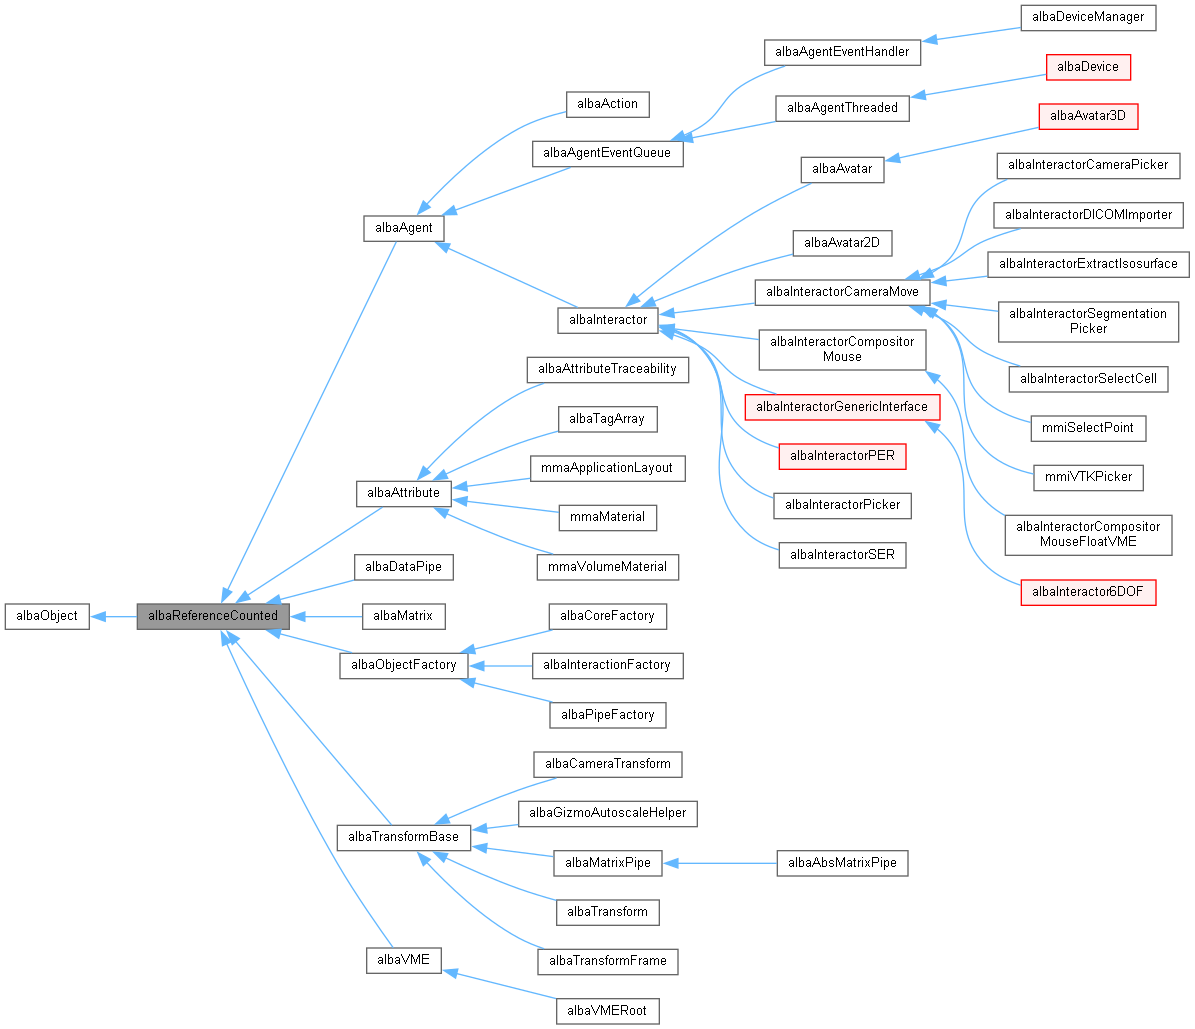 albaDeviceManager
albaAgentEventHandler
albaDevice
albaAction
albaAgentThreaded
albaAvatar3D
albaAgentEventQueue
albaAvatar
albaInteractorCameraPicker
albaAgent
albaInteractorDICOMImporter
albaAvatar2D
albaInteractorExtractIsosurface
albaInteractorCameraMove
albaInteractor
albaInteractorSegmentation
Picker
albaInteractorCompositor
Mouse
albaAttributeTraceability
albaInteractorSelectCell
albaInteractorGenericInterface
albaTagArray
mmiSelectPoint
albaInteractorPER
mmaApplicationLayout
mmiVTKPicker
albaAttribute
albaInteractorPicker
mmaMaterial
albaInteractorCompositor
MouseFloatVME
albaInteractorSER
albaDataPipe
mmaVolumeMaterial
albaInteractor6DOF
albaObject
albaReferenceCounted
albaMatrix
albaCoreFactory
albaObjectFactory
albaInteractionFactory
albaPipeFactory
albaCameraTransform
albaGizmoAutoscaleHelper
albaTransformBase
albaMatrixPipe
albaAbsMatrixPipe
albaTransform
albaVME
albaTransformFrame
albaVMERoot